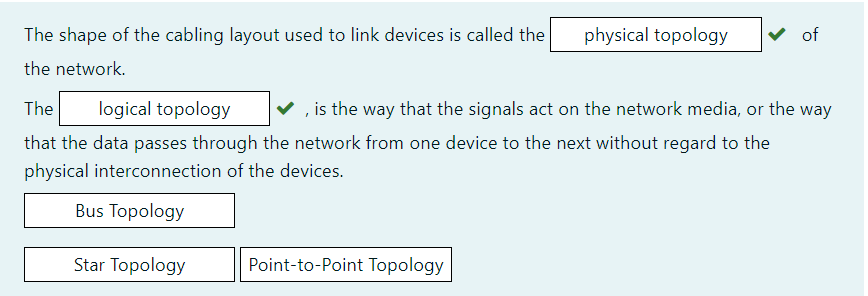 The shape of the cabling layout used to link devices is called the physical topology of
the network.
The logical topology , is the way that the signals act on the network media, or the way
that the data passes through the network from one device to the next without regard to the
physical interconnection of the devices.
Bus Topology
Star Topology Point-to-Point Topology